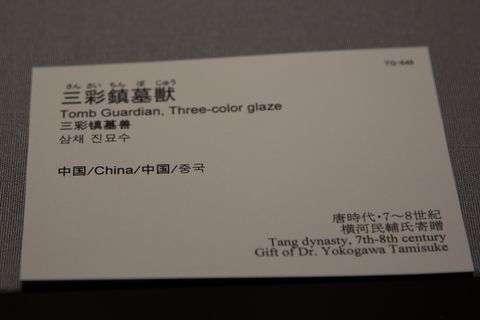 TG-648
さん さい ちん ぼ じゅう
三彩鎮墓獣
Tomb Guardian, Three-color glaze
三彩镇墓兽
삼채 진묘수
中国/China/中国/중국
唐時代・7～8世紀
横河民輔氏寄贈
Tang dynasty, 7th-8th century
Gift of Dr. Yokogawa Tamisuke